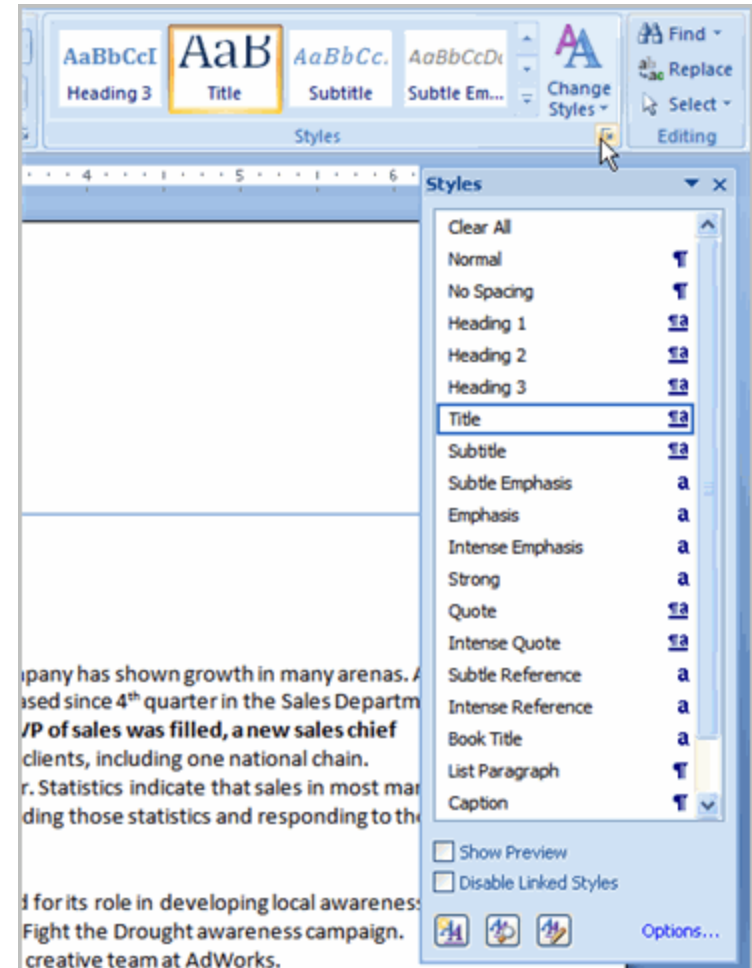 AaBbCcI AaB AaBbCc. AaBbCcD
Heading 3 Title Subtitle Subtle Em...
Change
Styles
Find
Replace
Select
Styles Editing
4 5 6
Styles
Clear All
Normal ¶
No Spacing ¶
Heading 1 ¶a
Heading 2 ¶a
Heading 3 ¶a
Title ¶a
Subtitle ¶a
Subtle Emphasis a
Emphasis a
Intense Emphasis a
Strong a
Quote ¶a
Intense Quote ¶a
Subtle Reference a
Intense Reference a
Book Title a
List Paragraph ¶
Caption ¶
Show Preview
Disable Linked Styles
Options...
pany has shown growth in many arenas. A
ased since 4th quarter in the Sales Departm
VP of sales was filled, a new sales chief
clients, including one national chain.
r. Statistics indicate that sales in most mar
ding those statistics and responding to the
d for its role in developing local awareness
Fight the Drought awareness campaign.
creative team at AdWorks.